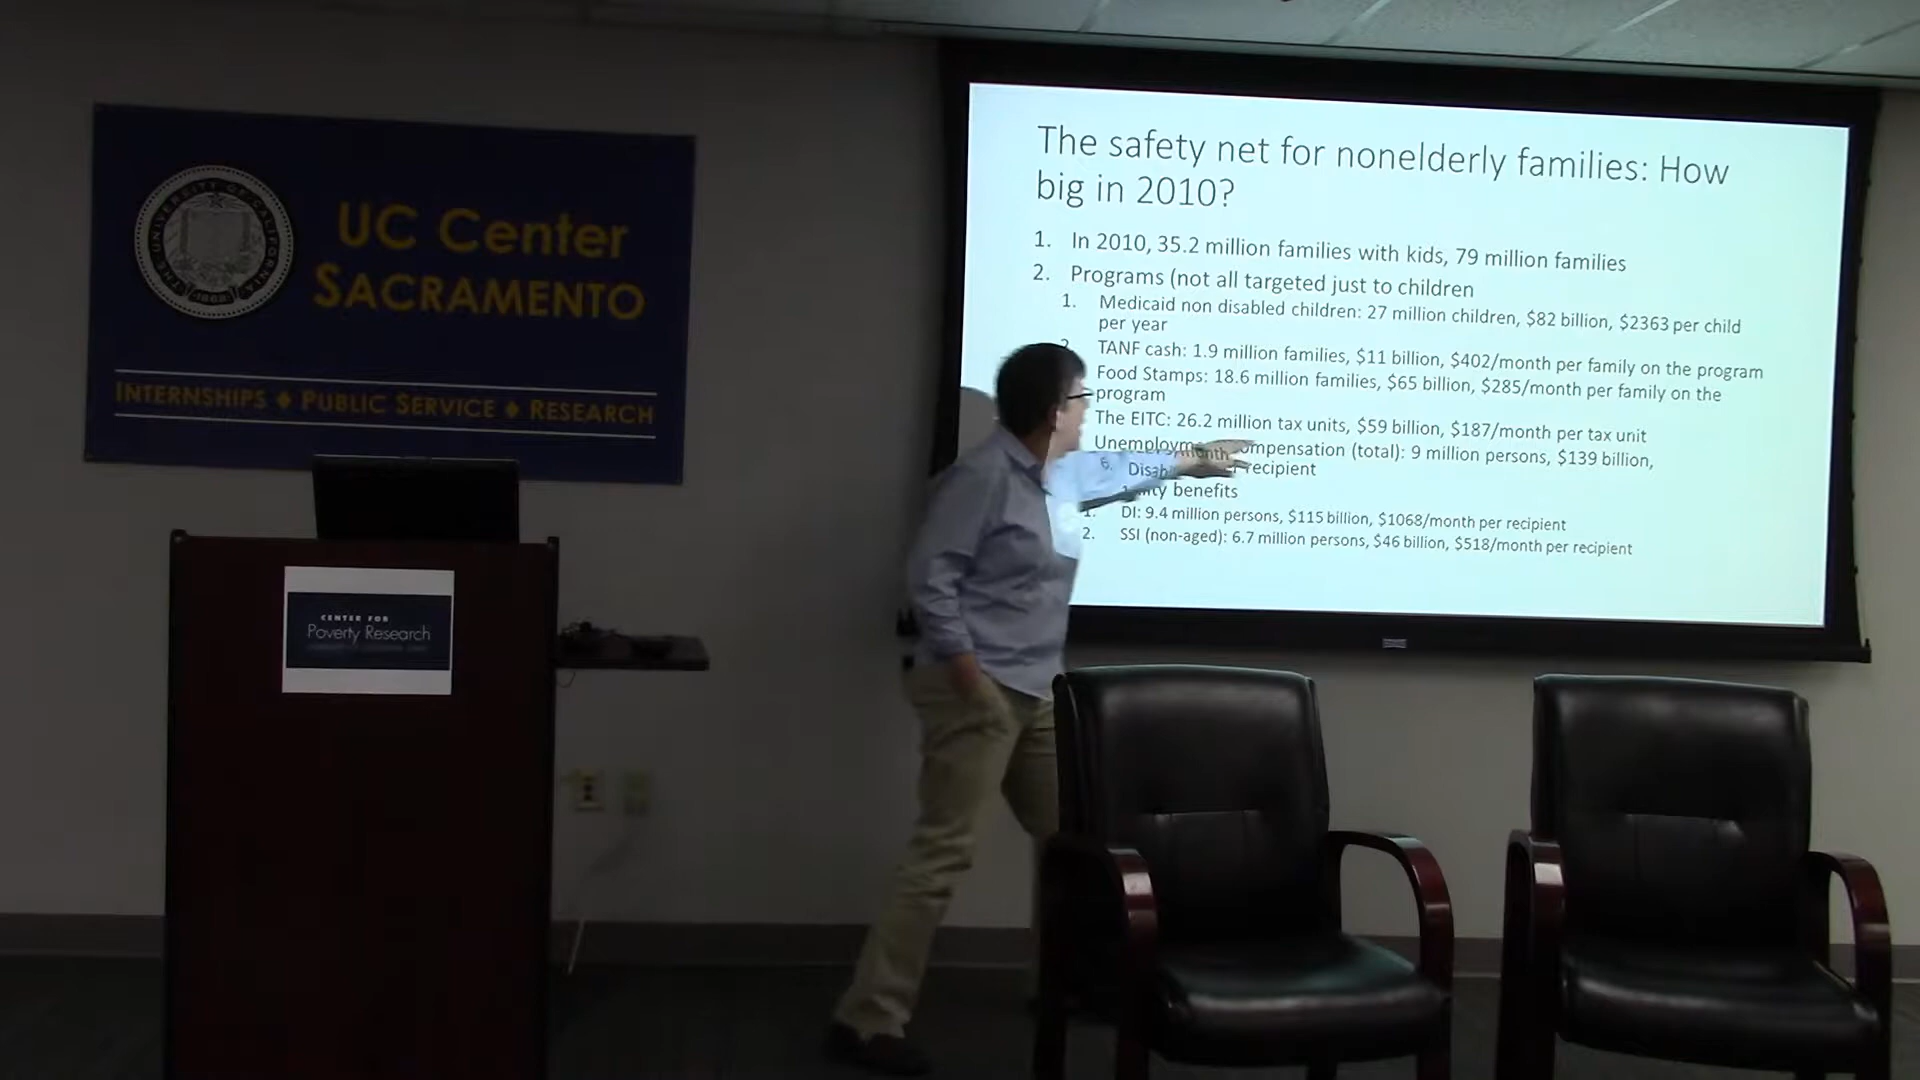 THE UNIVERSITY OF CALIFORNIA
1868
UC Center
SACRAMENTO
INTERNSHIPS ♦ PUBLIC SERVICE ♦ RESEARCH
CENTER FOR
Poverty Research
The safety net for nonelderly families: How
big in 2010?
1. In 2010, 35.2 million families with kids, 79 million families
2. Programs (not all targeted just to children
1. Medicaid non disabled children: 27 million children, $82 billion, $2363 per child
per year
TANF cash: 1.9 million families, $11 billion, $402/month per family on the program
Food Stamps: 18.6 million families, $65 billion, $285/month per family on the
program
The EITC: 26.2 million tax units, $59 billion, $187/month per tax unit
(total): 9 million persons, $139 billion,
recipient
6.
benefits
1. DI: 9.4 million persons, $115 billion, $1068/month per recipient
2. SSI (non-aged): 6.7 million persons, $46 billion, $518/month per recipient